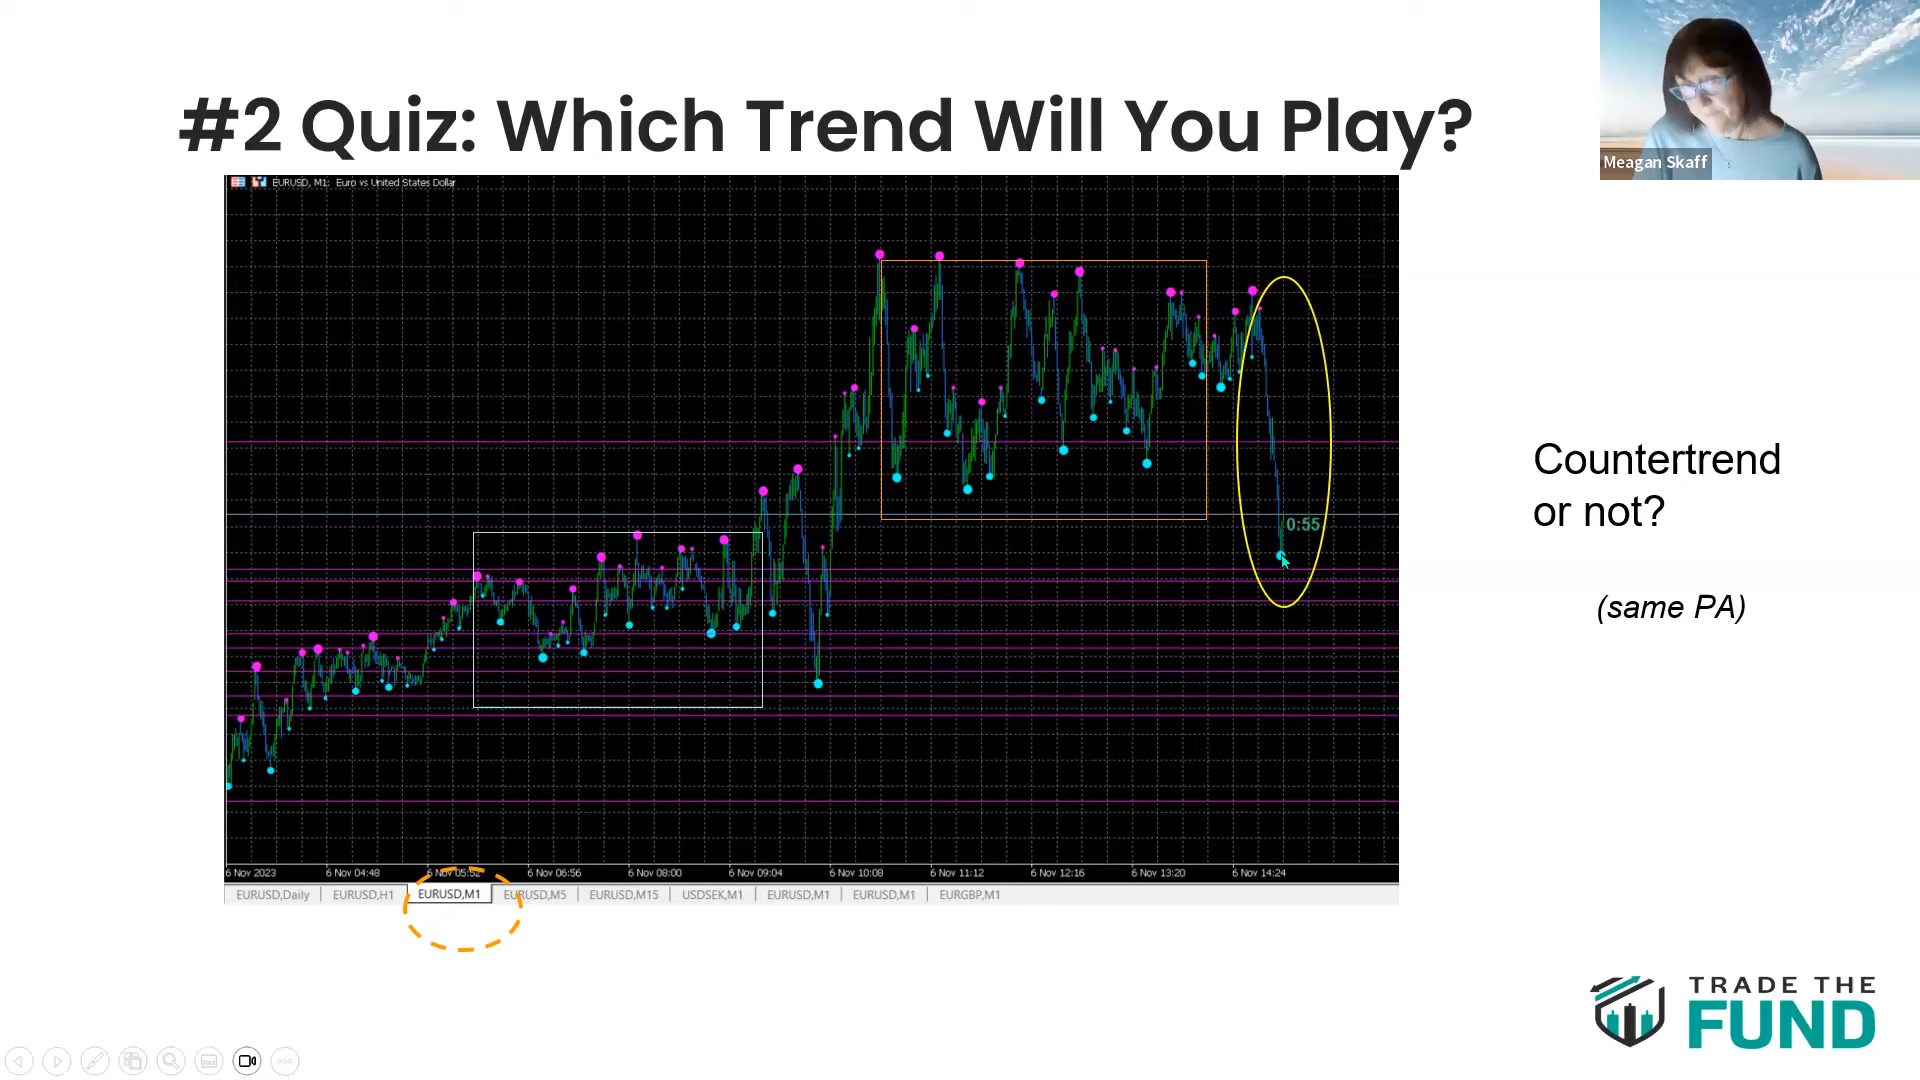 #2 Quiz: Which Trend Will You Play?
Meagan Skaff
EURUSD, M1: Euro vs United States Dollar
0:55
Countertrend
or not?
(same PA)
6 Nov 2023 6 Nov 04:48 6 Nov 05:52 6 Nov 06:56 6 Nov 08:00 6 Nov 09:04 6 Nov 10:08 6 Nov 11:12 6 Nov 12:16 6 Nov 13:20 6 Nov 14:24
EURUSD,Daily EURUSD,H1 EURUSD,M1 EURUSD,M5 EURUSD,M15 USDSEK,M1 EURUSD,M1 EURUSD,M1 EURGBP,M1
TRADE THE
FUND